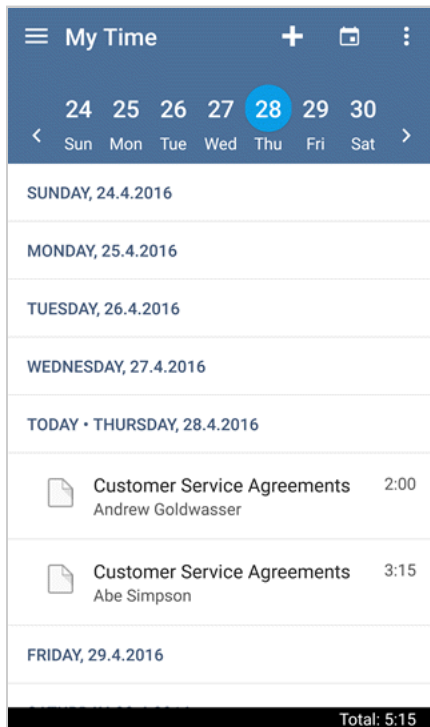 My Time
24 25 26 27 28 29 30
Sun Mon Tue Wed Thu Fri Sat
SUNDAY, 24.4.2016
MONDAY, 25.4.2016
TUESDAY, 26.4.2016
WEDNESDAY, 27.4.2016
TODAY • THURSDAY, 28.4.2016
Customer Service Agreements 2:00
Andrew Goldwasser
Customer Service Agreements 3:15
Abe Simpson
FRIDAY, 29.4.2016
Total: 5:15